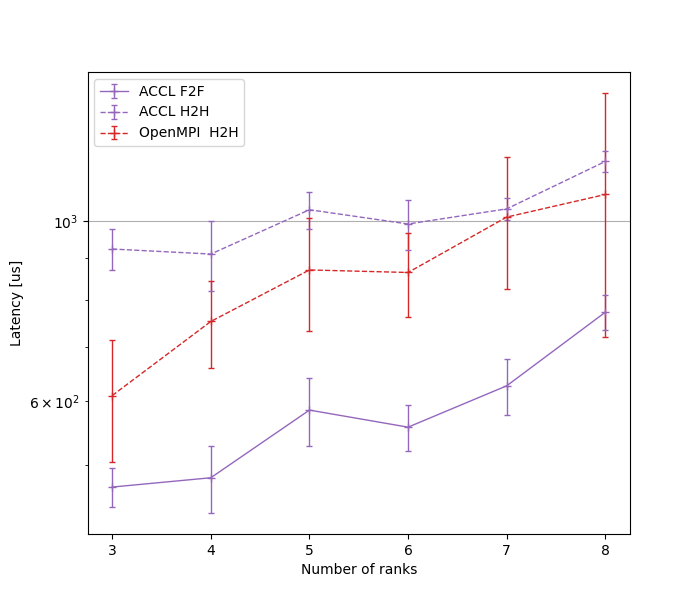 ACCL F2F
ACCL H2H
OpenMPI  H2H
10³
6 × 10²
Latency [us]
3 4 5 6 7 8
Number of ranks